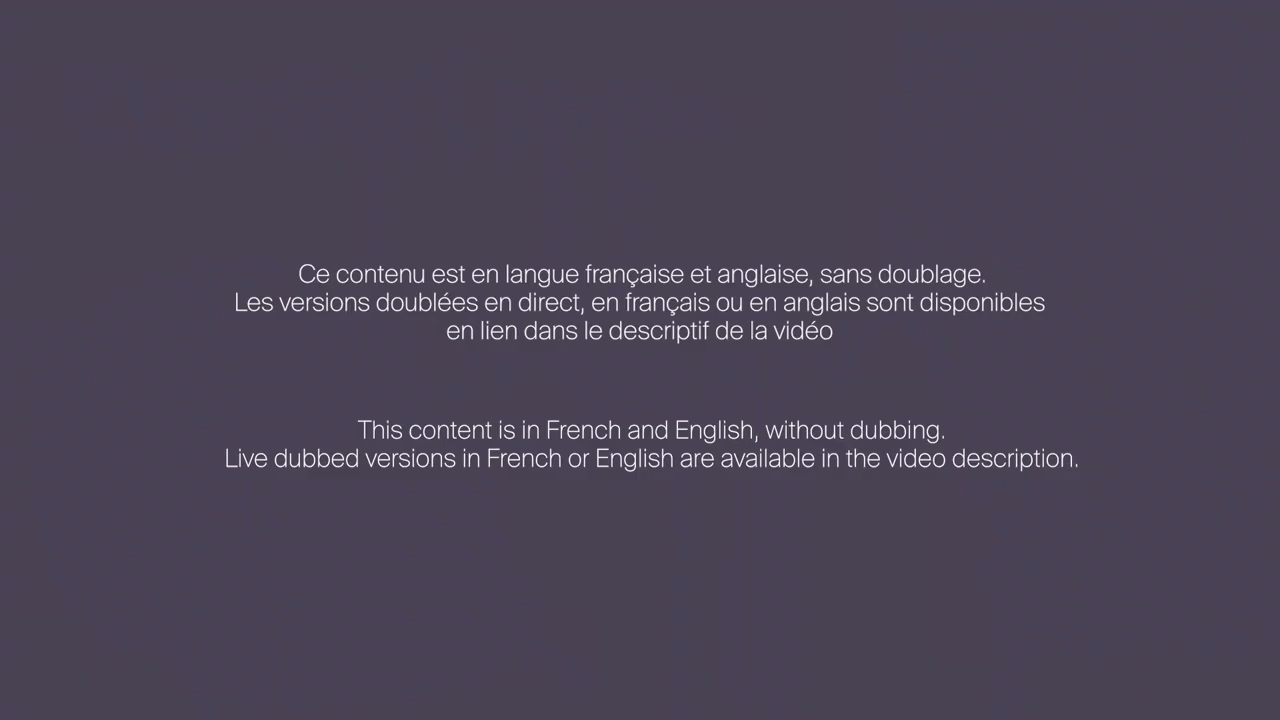 Ce contenu est en langue française et anglaise, sans doublage.
Les versions doublées en direct, en français ou en anglais sont disponibles
en lien dans le descriptif de la vidéo
This content is in French and English, without dubbing.
Live dubbed versions in French or English are available in the video description.